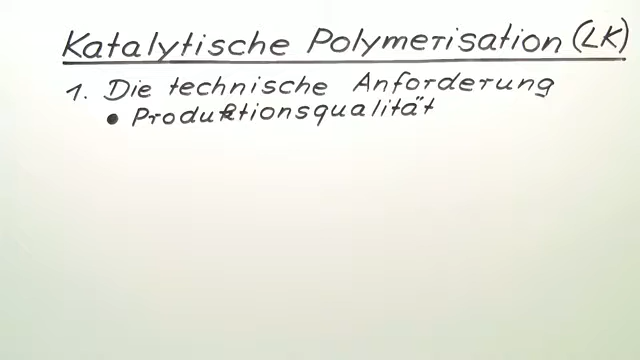 Katalytische Polymerisation (LK)
1. Die technische Anforderung
• Produktionsqualität